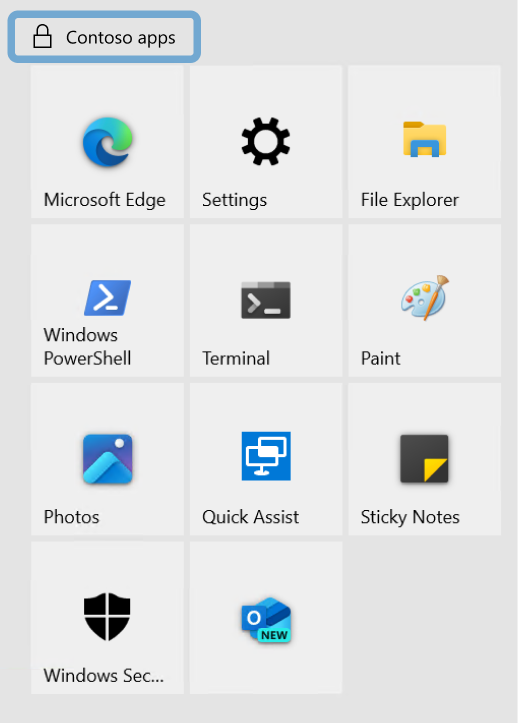 Contoso apps
Microsoft Edge
Settings
File Explorer
Windows
PowerShell
Terminal
Paint
Photos
Quick Assist
Sticky Notes
Windows Sec...
O
NEW